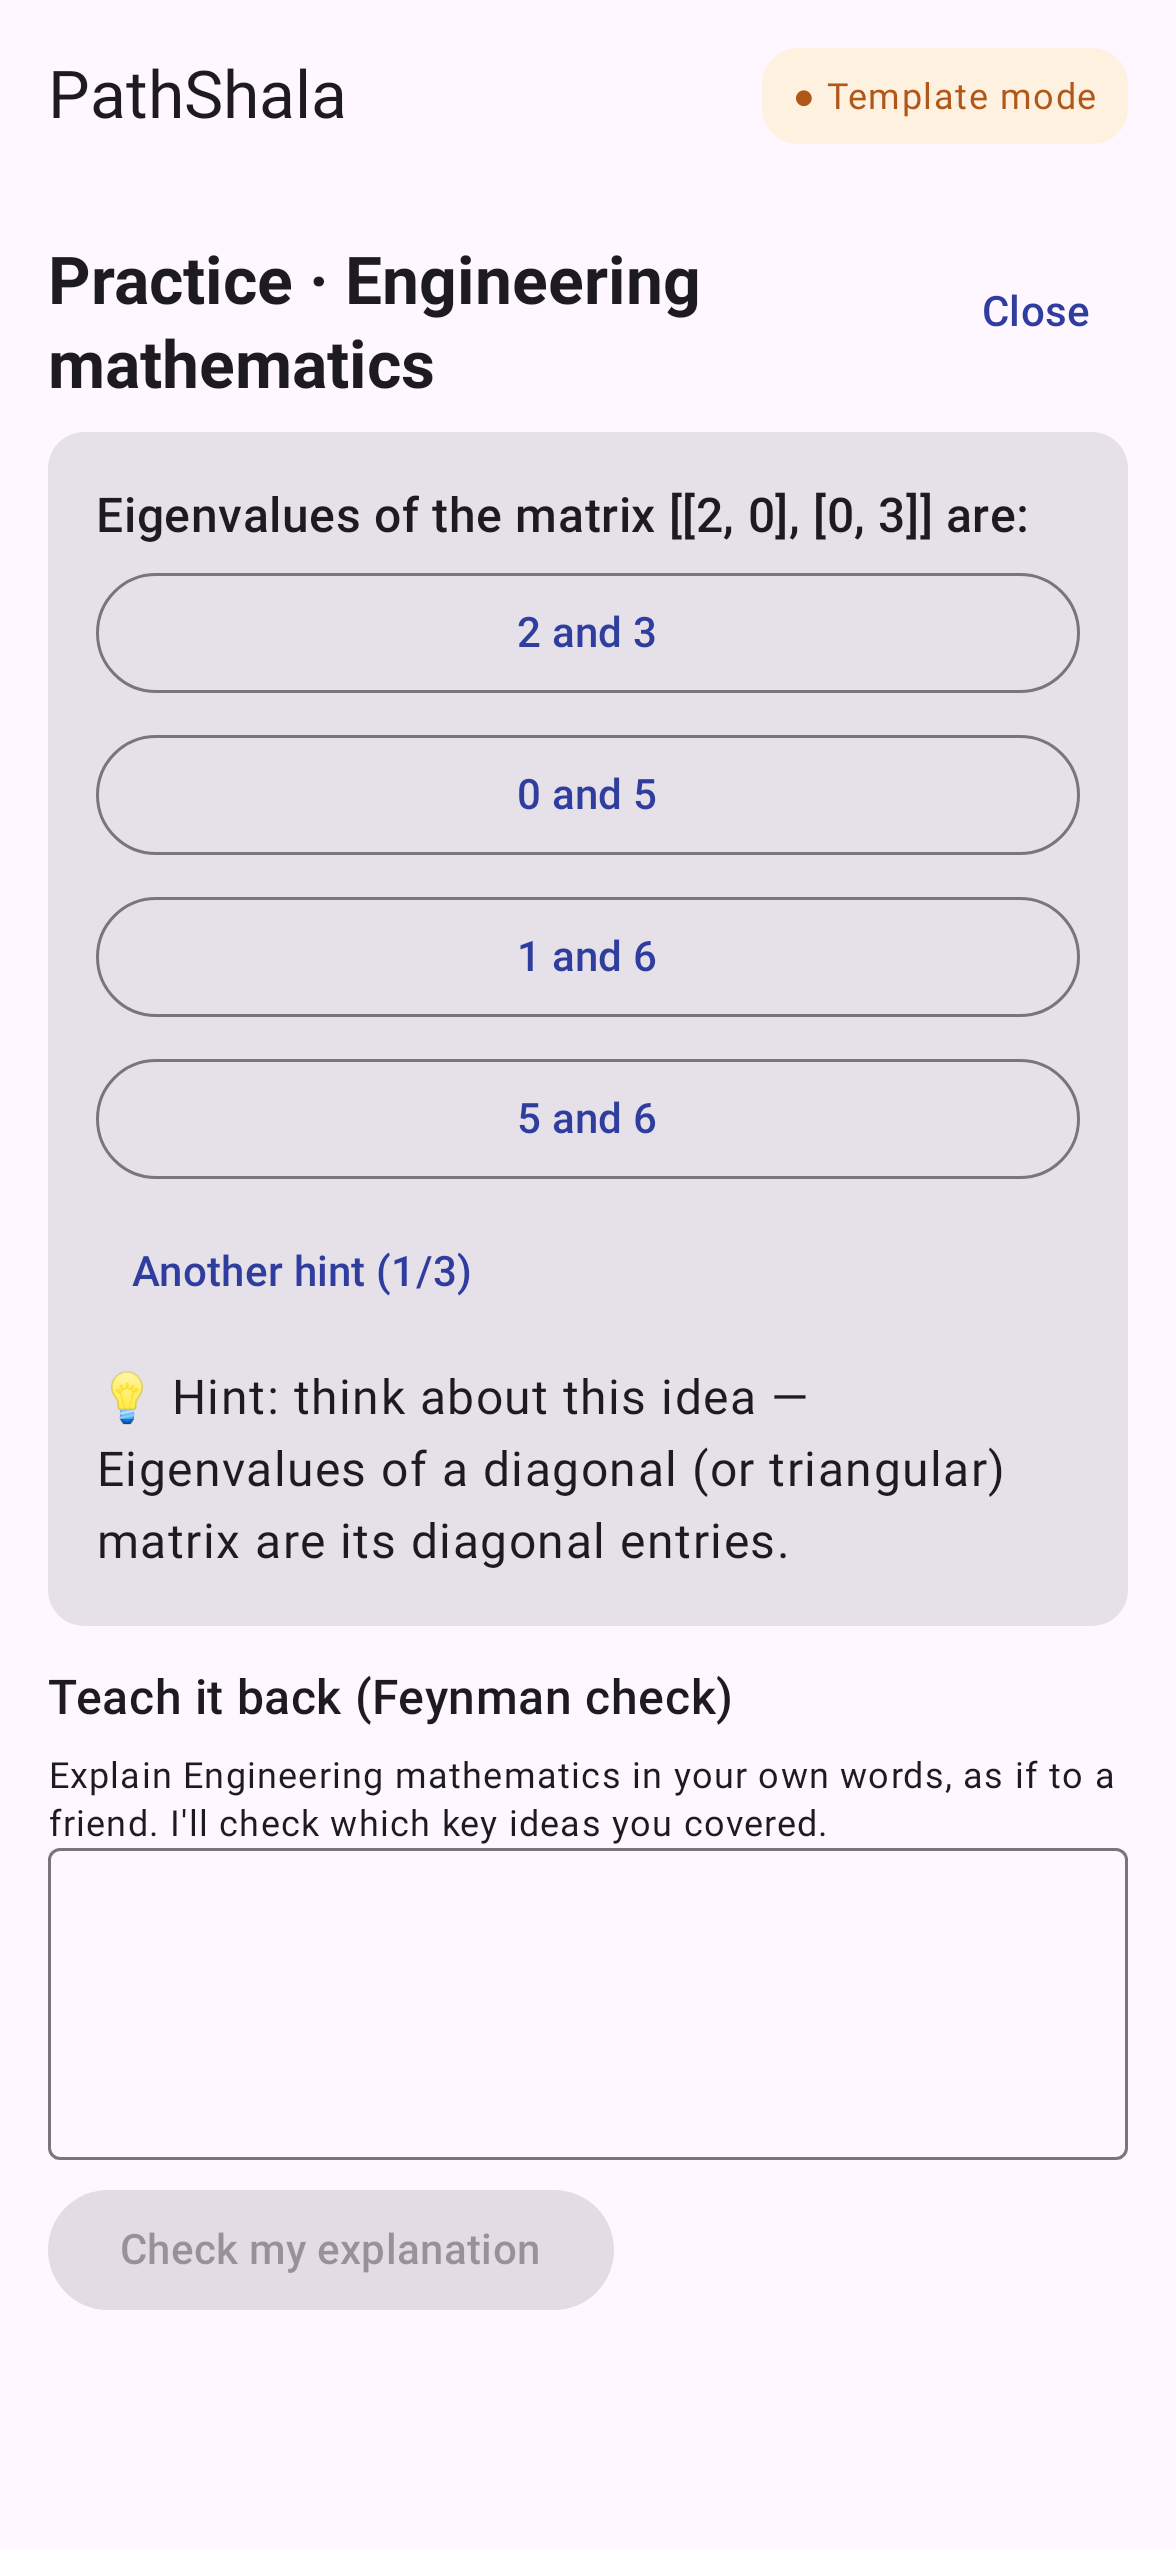 PathShala
● Template mode
Practice · Engineering
mathematics
Close
Eigenvalues of the matrix [[2, 0], [0, 3]] are:
2 and 3
0 and 5
1 and 6
5 and 6
Another hint (1/3)
💡 Hint: think about this idea —
Eigenvalues of a diagonal (or triangular)
matrix are its diagonal entries.
Teach it back (Feynman check)
Explain Engineering mathematics in your own words, as if to a
friend. I'll check which key ideas you covered.
Check my explanation